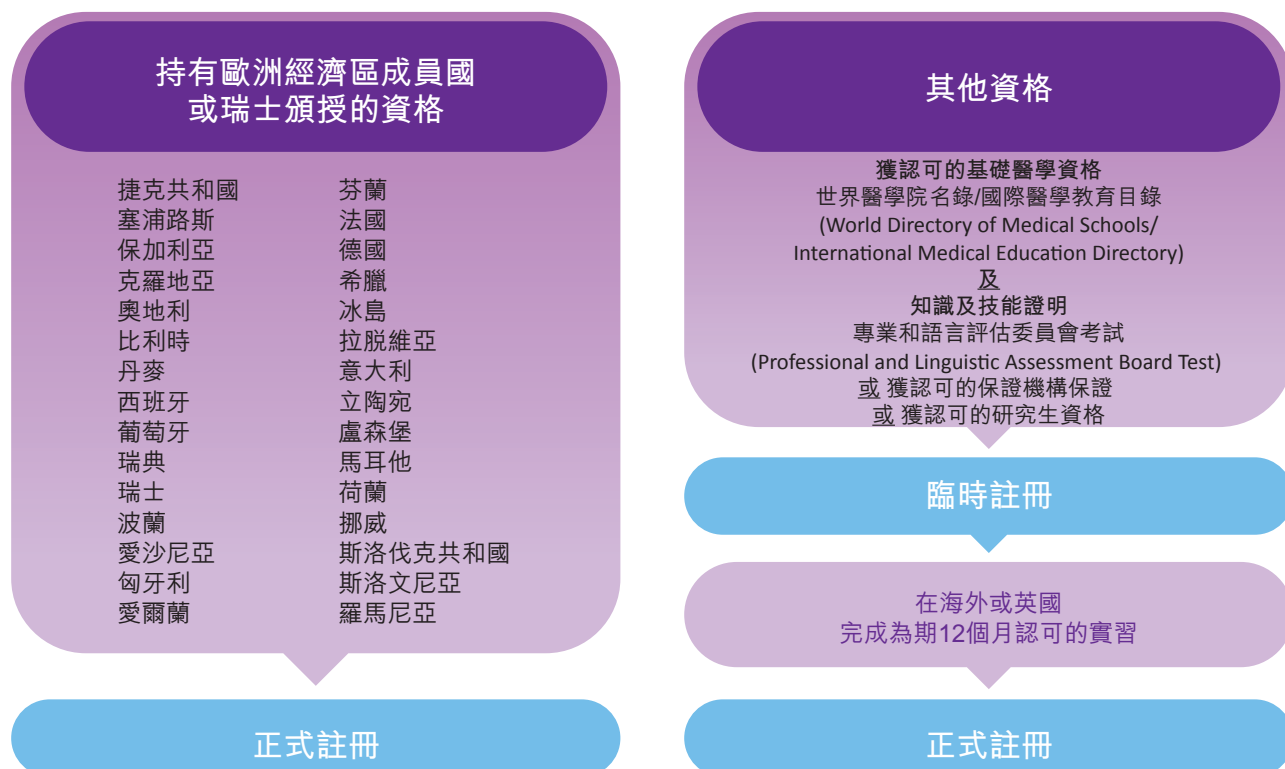 持有歐洲經濟區成員國
或瑞士頒授的資格
捷克共和國
塞浦路斯
保加利亞
克羅地亞
奧地利
比利時
丹麥
西班牙
葡萄牙
瑞典
瑞士
波蘭
愛沙尼亞
匈牙利
愛爾蘭
芬蘭
法國
德國
希臘
冰島
拉脫維亞
意大利
立陶宛
盧森堡
馬耳他
荷蘭
挪威
斯洛伐克共和國
斯洛文尼亞
羅馬尼亞
正式註冊
其他資格
獲認可的基礎醫學資格
世界醫學院名錄/國際醫學教育目錄
(World Directory of Medical Schools/
International Medical Education Directory)
及
知識及技能證明
專業和語言評估委員會考試
(Professional and Linguistic Assessment Board Test)
或 獲認可的保證機構保證
或 獲認可的研究生資格
臨時註冊
在海外或英國
完成為期12個月認可的實習
正式註冊